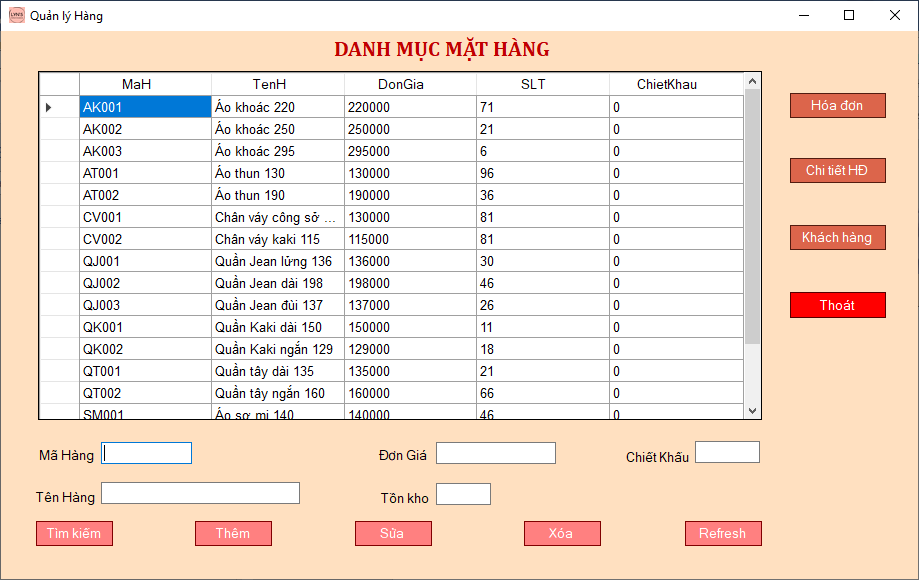 Quản lý Hàng
DANH MỤC MẶT HÀNG
MaH TenH DonGia SLT ChietKhau
AK001 Áo khoác 220 220000 71 0
AK002 Áo khoác 250 250000 21 0
AK003 Áo khoác 295 295000 6 0
AT001 Áo thun 130 130000 96 0
AT002 Áo thun 190 190000 36 0
CV001 Chân váy công sở ... 130000 81 0
CV002 Chân váy kaki 115 115000 81 0
QJ001 Quần Jean lửng 136 136000 30 0
QJ002 Quần Jean dài 198 198000 46 0
QJ003 Quần Jean đùi 137 137000 26 0
QK001 Quần Kaki dài 150 150000 11 0
QK002 Quần Kaki ngắn 129 129000 18 0
QT001 Quần tây dài 135 135000 21 0
QT002 Quần tây ngắn 160 160000 66 0
SM001 Áo sơ mi 140 140000 46 0
Hóa đơn
Chi tiết HĐ
Khách hàng
Thoát
Mã Hàng Đơn Giá Chiết Khấu
Tên Hàng Tồn kho
Tìm kiếm Thêm Sửa Xóa Refresh